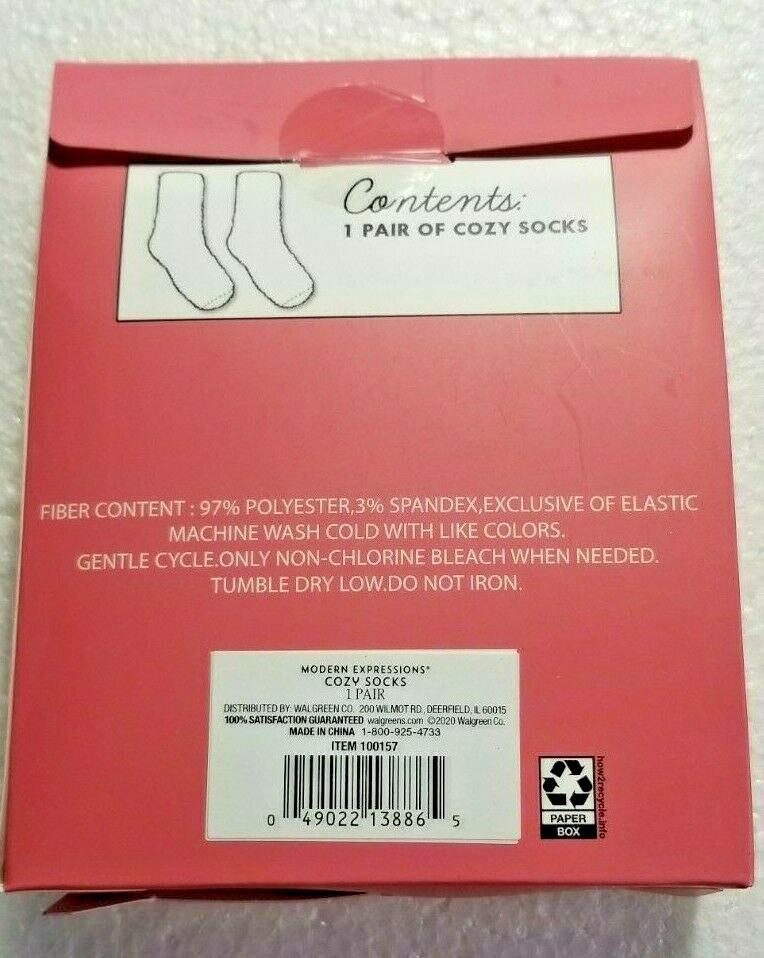 Contents:
1 PAIR OF COZY SOCKS
FIBER CONTENT : 97% POLYESTER,3% SPANDEX,EXCLUSIVE OF ELASTIC
MACHINE WASH COLD WITH LIKE COLORS.
GENTLE CYCLE.ONLY NON-CHLORINE BLEACH WHEN NEEDED.
TUMBLE DRY LOW.DO NOT IRON.
MODERN EXPRESSIONS®
COZY SOCKS
1 PAIR
DISTRIBUTED BY: WALGREEN CO. 200 WILMOT RD., DEERFIELD, IL 60015
100% SATISFACTION GUARANTEED walgreens.com ©2020 Walgreen Co.
MADE IN CHINA 1-800-925-4733
ITEM 100157
0 49022 13886 5
PAPER
BOX
how2recycle.info